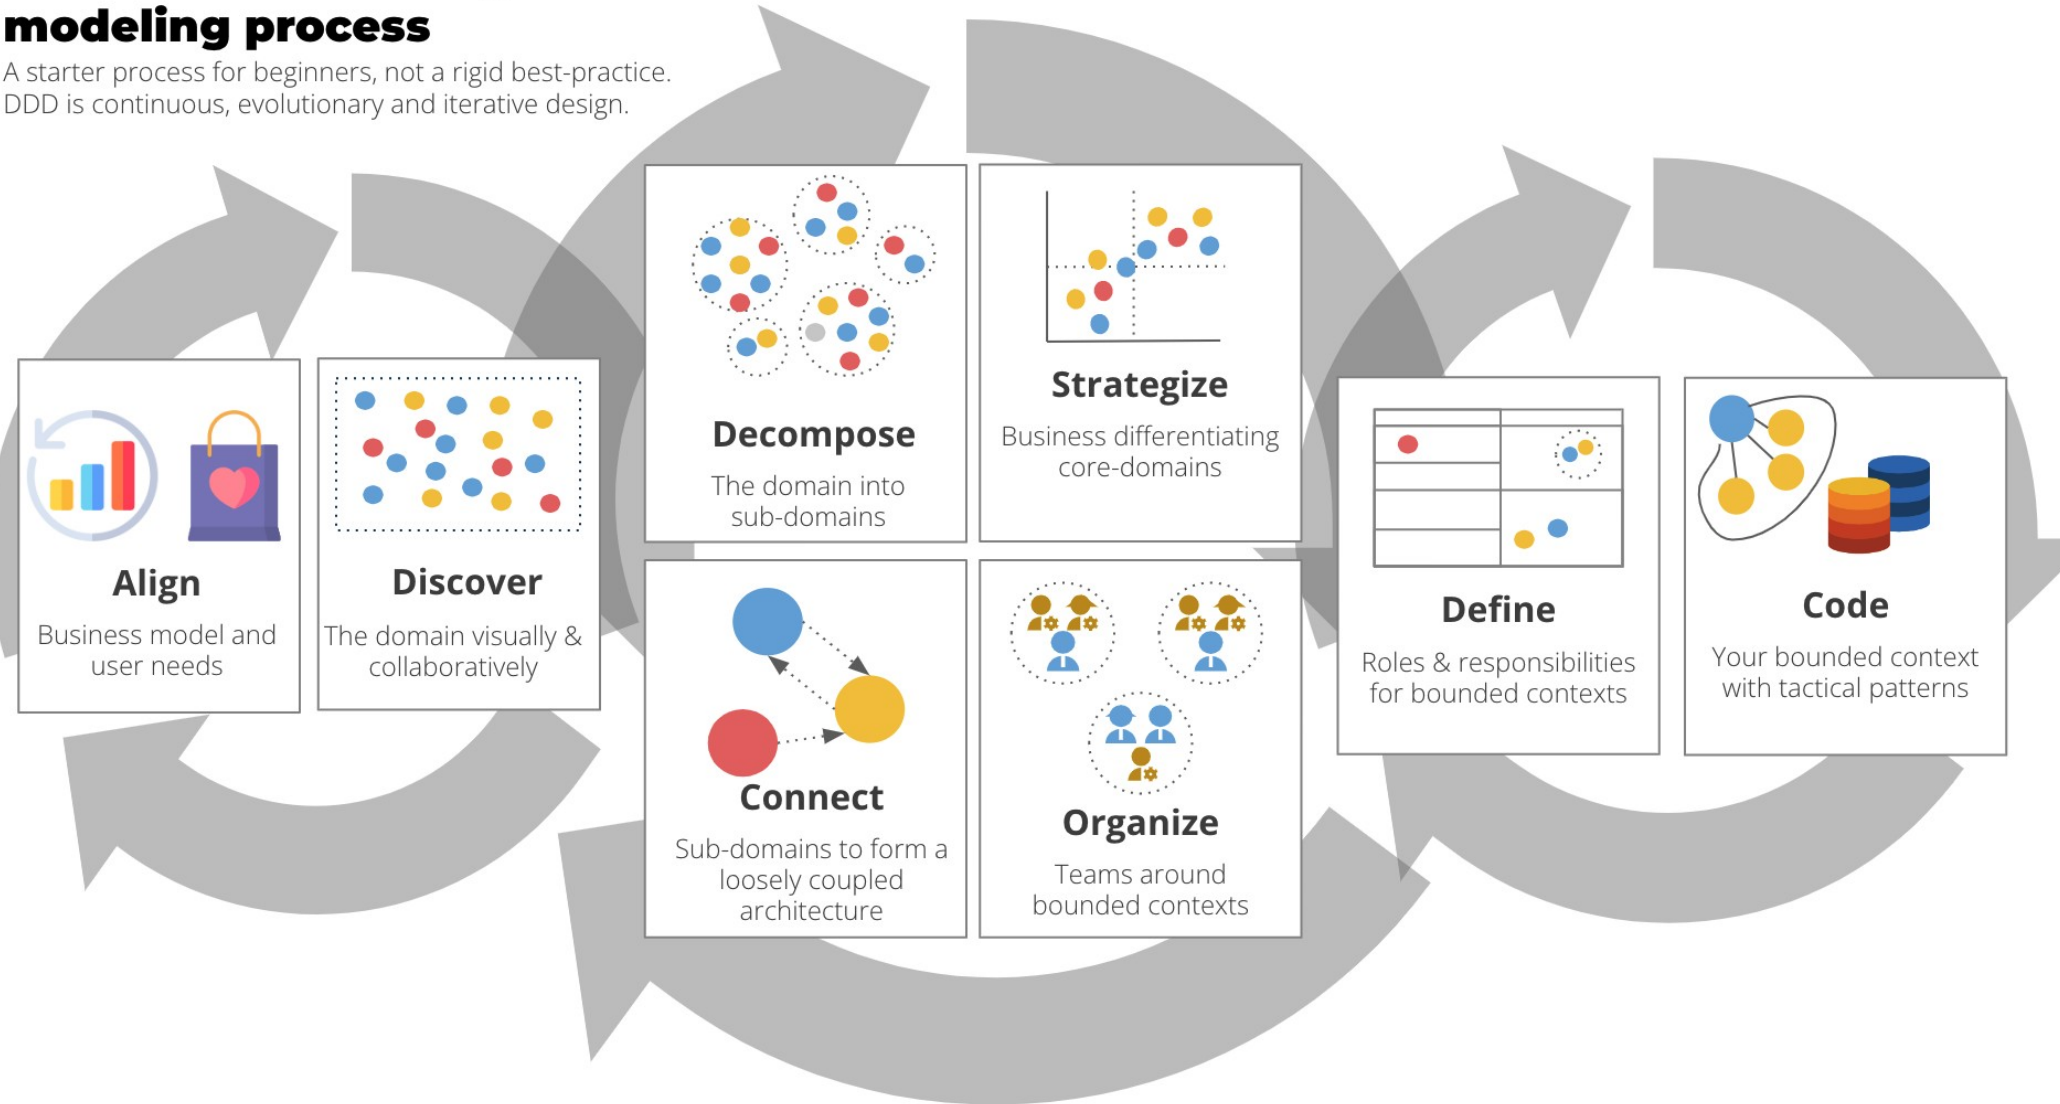 modeling process
A starter process for beginners, not a rigid best-practice.
DDD is continuous, evolutionary and iterative design.
Align
Business model and
user needs
Discover
The domain visually &
collaboratively
Decompose
The domain into
sub-domains
Strategize
Business differentiating
core-domains
Connect
Sub-domains to form a
loosely coupled
architecture
Organize
Teams around
bounded contexts
Define
Roles & responsibilities
for bounded contexts
Code
Your bounded context
with tactical patterns